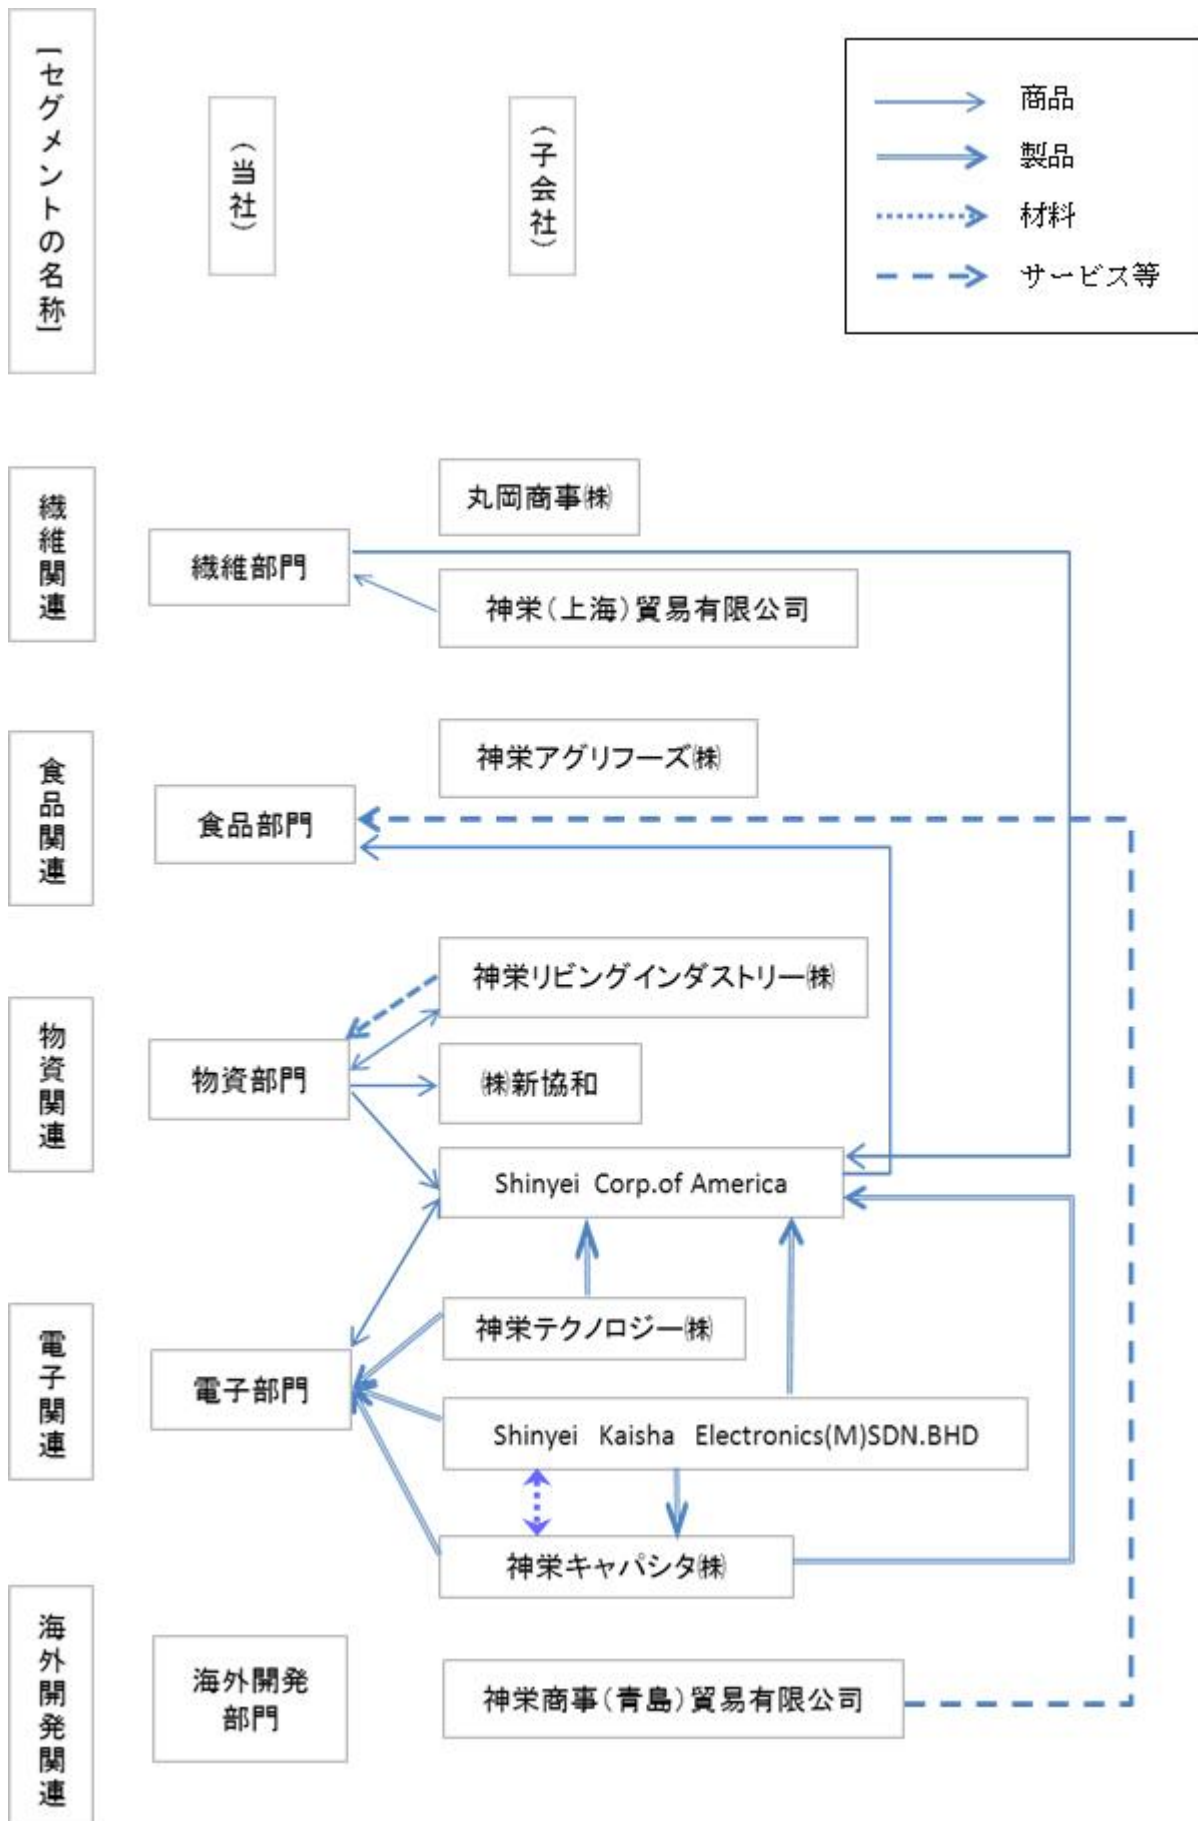 [セグメントの名称]
(当社)
(子会社)
商品
製品
材料
サービス等
繊維関連
繊維部門
丸岡商事㈱
神栄(上海)貿易有限公司
食品関連
食品部門
神栄アグリフーズ㈱
物資関連
物資部門
神栄リビングインダストリー㈱
㈱新協和
Shinyei Corp.of America
電子関連
電子部門
神栄テクノロジー㈱
Shinyei Kaisha Electronics(M)SDN.BHD
神栄キャパシタ㈱
海外開発関連
海外開発
部門
神栄商事(青島)貿易有限公司